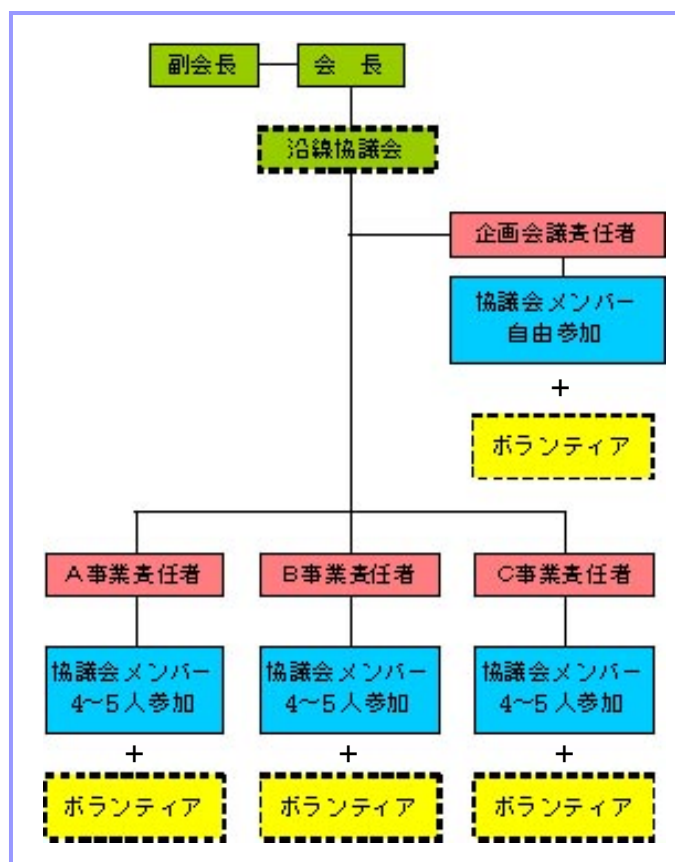 副会長
会　長
沿線協議会
企画会議責任者
協議会メンバー
自由参加
+
ボランティア
A事業責任者
B事業責任者
C事業責任者
協議会メンバー
4～5人参加
協議会メンバー
4～5人参加
協議会メンバー
4～5人参加
+
+
+
ボランティア
ボランティア
ボランティア